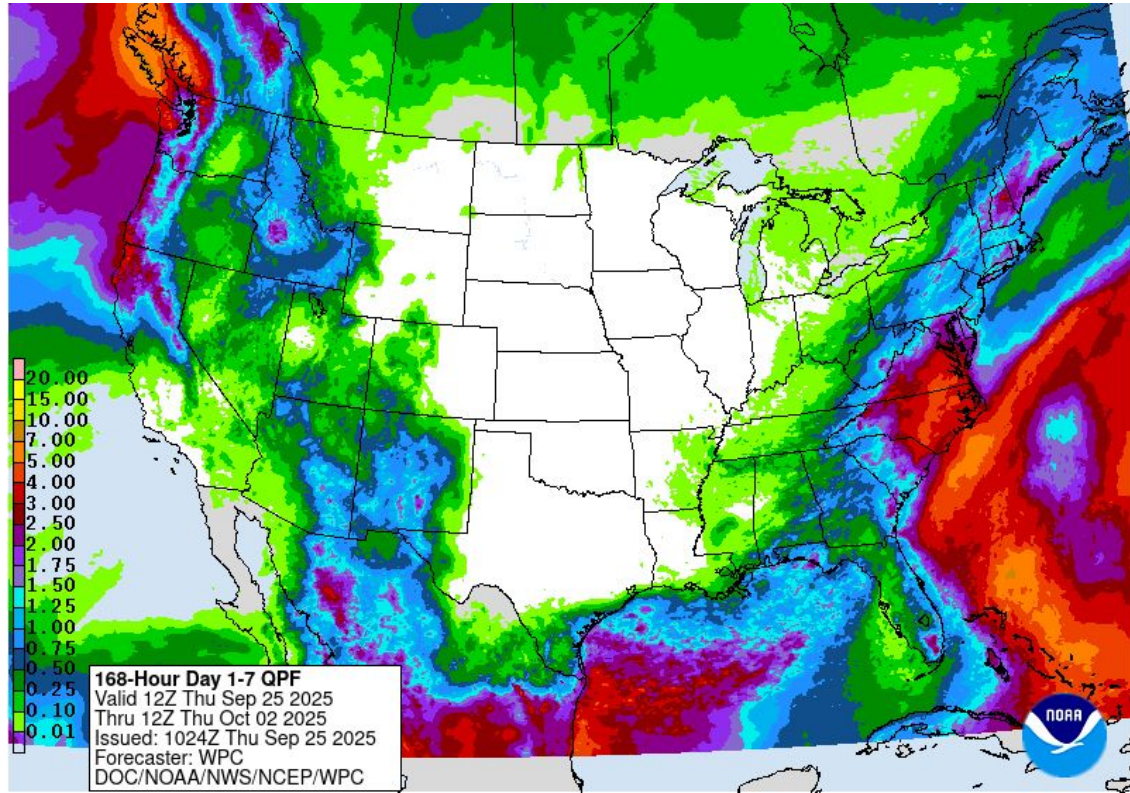 20.00
15.00
10.00
7.00
5.00
4.00
3.00
2.50
2.00
1.75
1.50
1.25
1.00
0.75
0.50
0.25
0.10
0.01
168-Hour Day 1-7 QPF
Valid 12Z Thu Sep 25 2025
Thru 12Z Thu Oct 02 2025
Issued: 1024Z Thu Sep 25 2025
Forecaster: WPC
DOC/NOAA/NWS/NCEP/WPC
NOAA